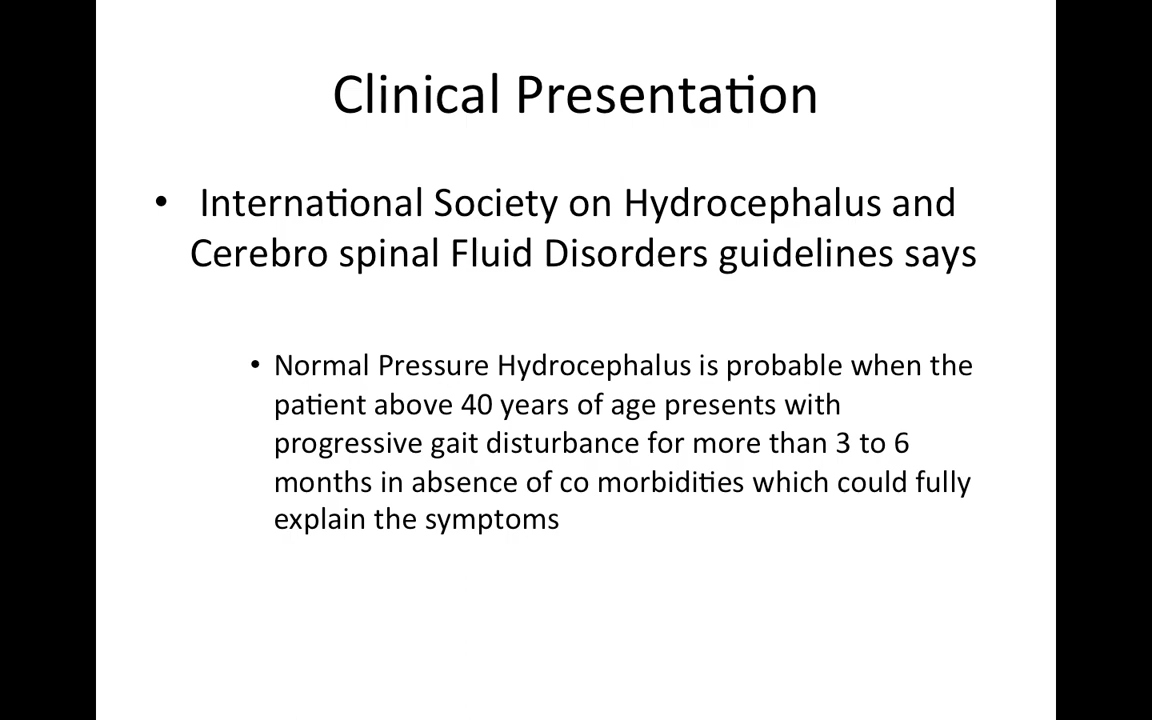 Clinical Presentation
• International Society on Hydrocephalus and
Cerebro spinal Fluid Disorders guidelines says
• Normal Pressure Hydrocephalus is probable when the
patient above 40 years of age presents with
progressive gait disturbance for more than 3 to 6
months in absence of co morbidities which could fully
explain the symptoms